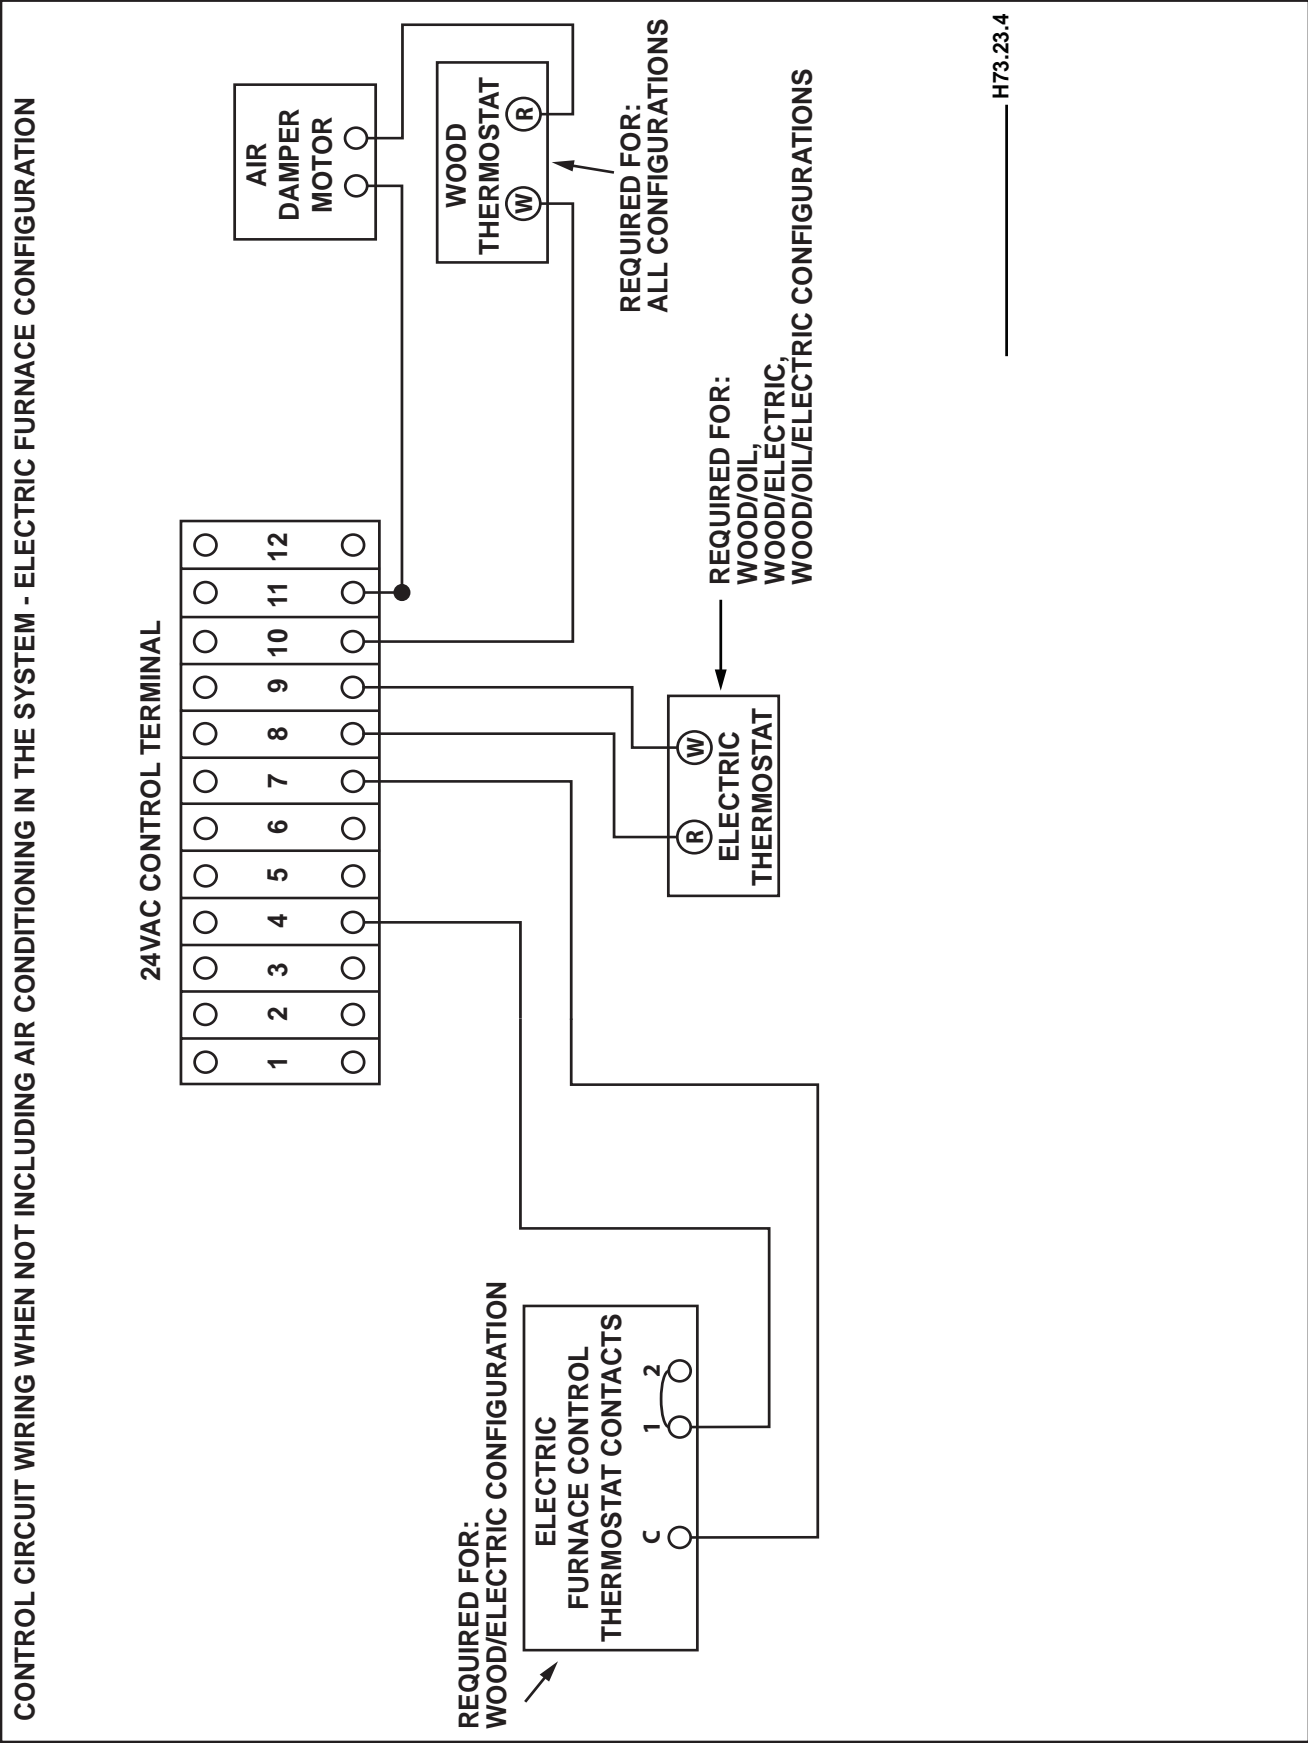 CONTROL CIRCUIT WIRING WHEN NOT INCLUDING AIR CONDITIONING IN THE SYSTEM - ELECTRIC FURNACE CONFIGURATION
24VAC CONTROL TERMINAL
1 2 3 4 5 6 7 8 9 10 11 12
AIR
DAMPER
MOTOR
WOOD
THERMOSTAT
W R
REQUIRED FOR:
ALL CONFIGURATIONS
REQUIRED FOR:
WOOD/ELECTRIC CONFIGURATION
ELECTRIC
FURNACE CONTROL
THERMOSTAT CONTACTS
C 1 2
R W
ELECTRIC
THERMOSTAT
REQUIRED FOR:
WOOD/OIL,
WOOD/ELECTRIC,
WOOD/OIL/ELECTRIC CONFIGURATIONS
H73.23.4